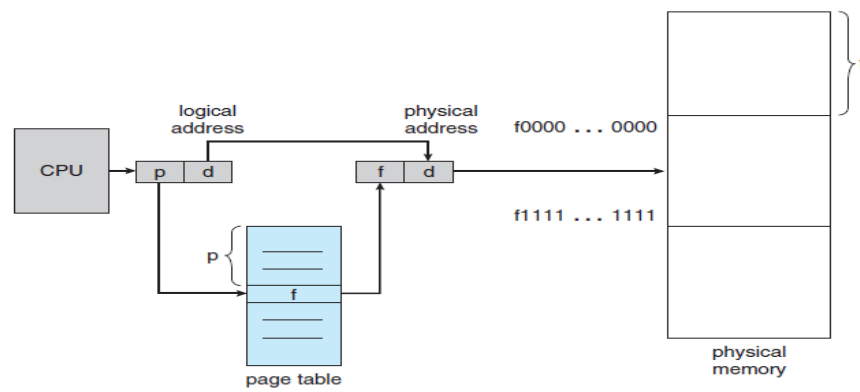 logical
address
physical
address
f0000 ... 0000
CPU
p
d
f
d
f1111 ... 1111
p
f
page table
physical
memory